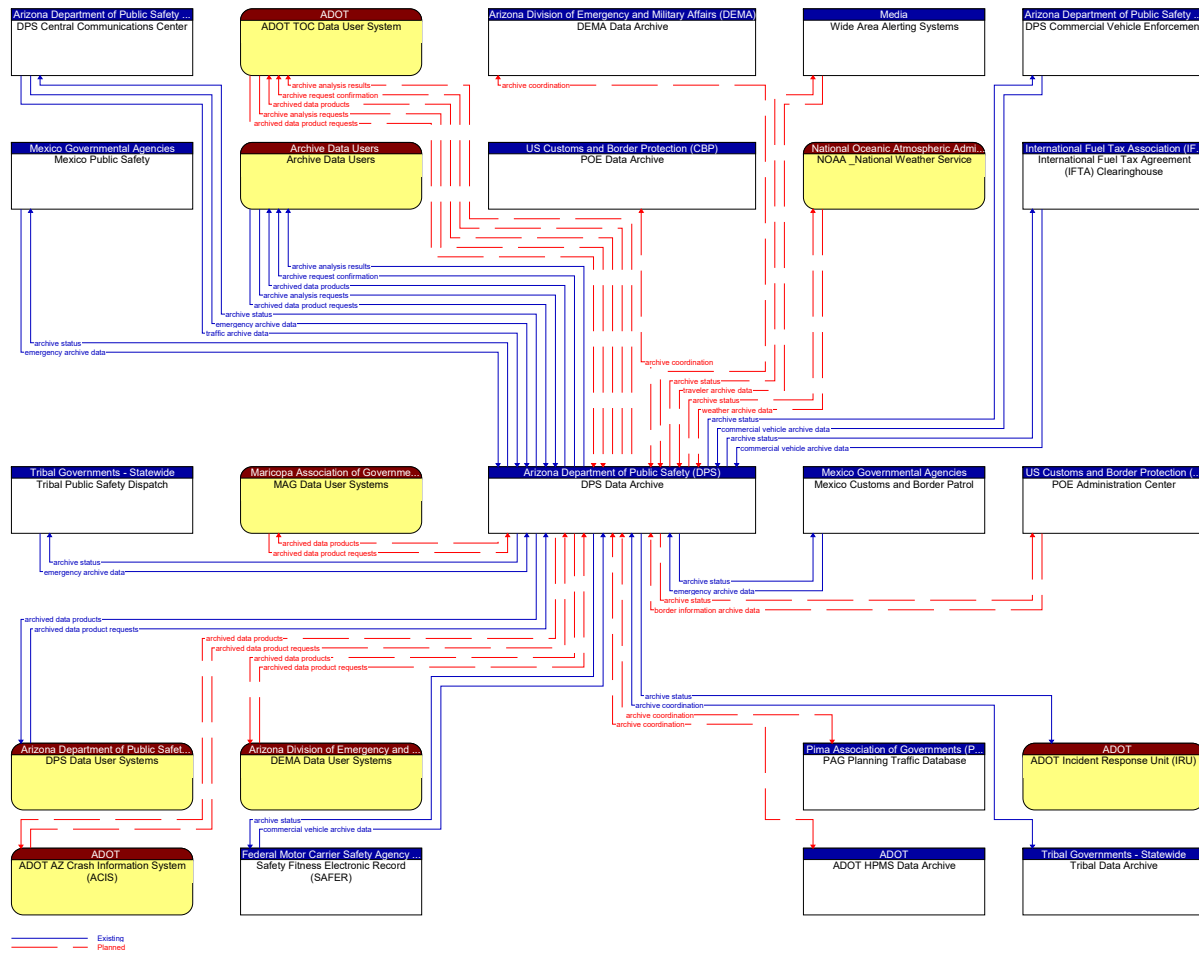 Arizona Department of Public Safety ...
DPS Central Communications Center
ADOT
ADOT TOC Data User System
Arizona Division of Emergency and Military Affairs (DEMA)
DEMA Data Archive
Media
Wide Area Alerting Systems
Arizona Department of Public Safety ...
DPS Commercial Vehicle Enforcement
archive analysis results
archive request confirmation
archived data products
archive analysis requests
archived data product requests
archive coordination
Mexico Governmental Agencies
Mexico Public Safety
Archive Data Users
Archive Data Users
US Customs and Border Protection (CBP)
POE Data Archive
National Oceanic Atmospheric Admi...
NOAA _National Weather Service
International Fuel Tax Association (IF...
International Fuel Tax Agreement
(IFTA) Clearinghouse
archive analysis results
archive request confirmation
archived data products
archive analysis requests
archived data product requests
archive status
emergency archive data
traffic archive data
archive status
emergency archive data
archive coordination
archive status
traveler archive data
archive status
weather archive data
archive status
commercial vehicle archive data
archive status
commercial vehicle archive data
Tribal Governments - Statewide
Tribal Public Safety Dispatch
Maricopa Association of Governme...
MAG Data User Systems
Arizona Department of Public Safety (DPS)
DPS Data Archive
Mexico Governmental Agencies
Mexico Customs and Border Patrol
US Customs and Border Protection (...
POE Administration Center
archived data products
archived data product requests
archive status
emergency archive data
archive status
emergency archive data
archive status
border information archive data
archived data products
archived data product requests
archived data products
archived data product requests
archived data products
archived data product requests
archive status
archive coordination
archive coordination
archive coordination
Arizona Department of Public Safet...
DPS Data User Systems
Arizona Division of Emergency and ...
DEMA Data User Systems
Pima Association of Governments (P...
PAG Planning Traffic Database
ADOT
ADOT Incident Response Unit (IRU)
archive status
commercial vehicle archive data
ADOT
ADOT AZ Crash Information System
(ACIS)
Federal Motor Carrier Safety Agency ...
Safety Fitness Electronic Record
(SAFER)
ADOT
ADOT HPMS Data Archive
Tribal Governments - Statewide
Tribal Data Archive
Existing
Planned